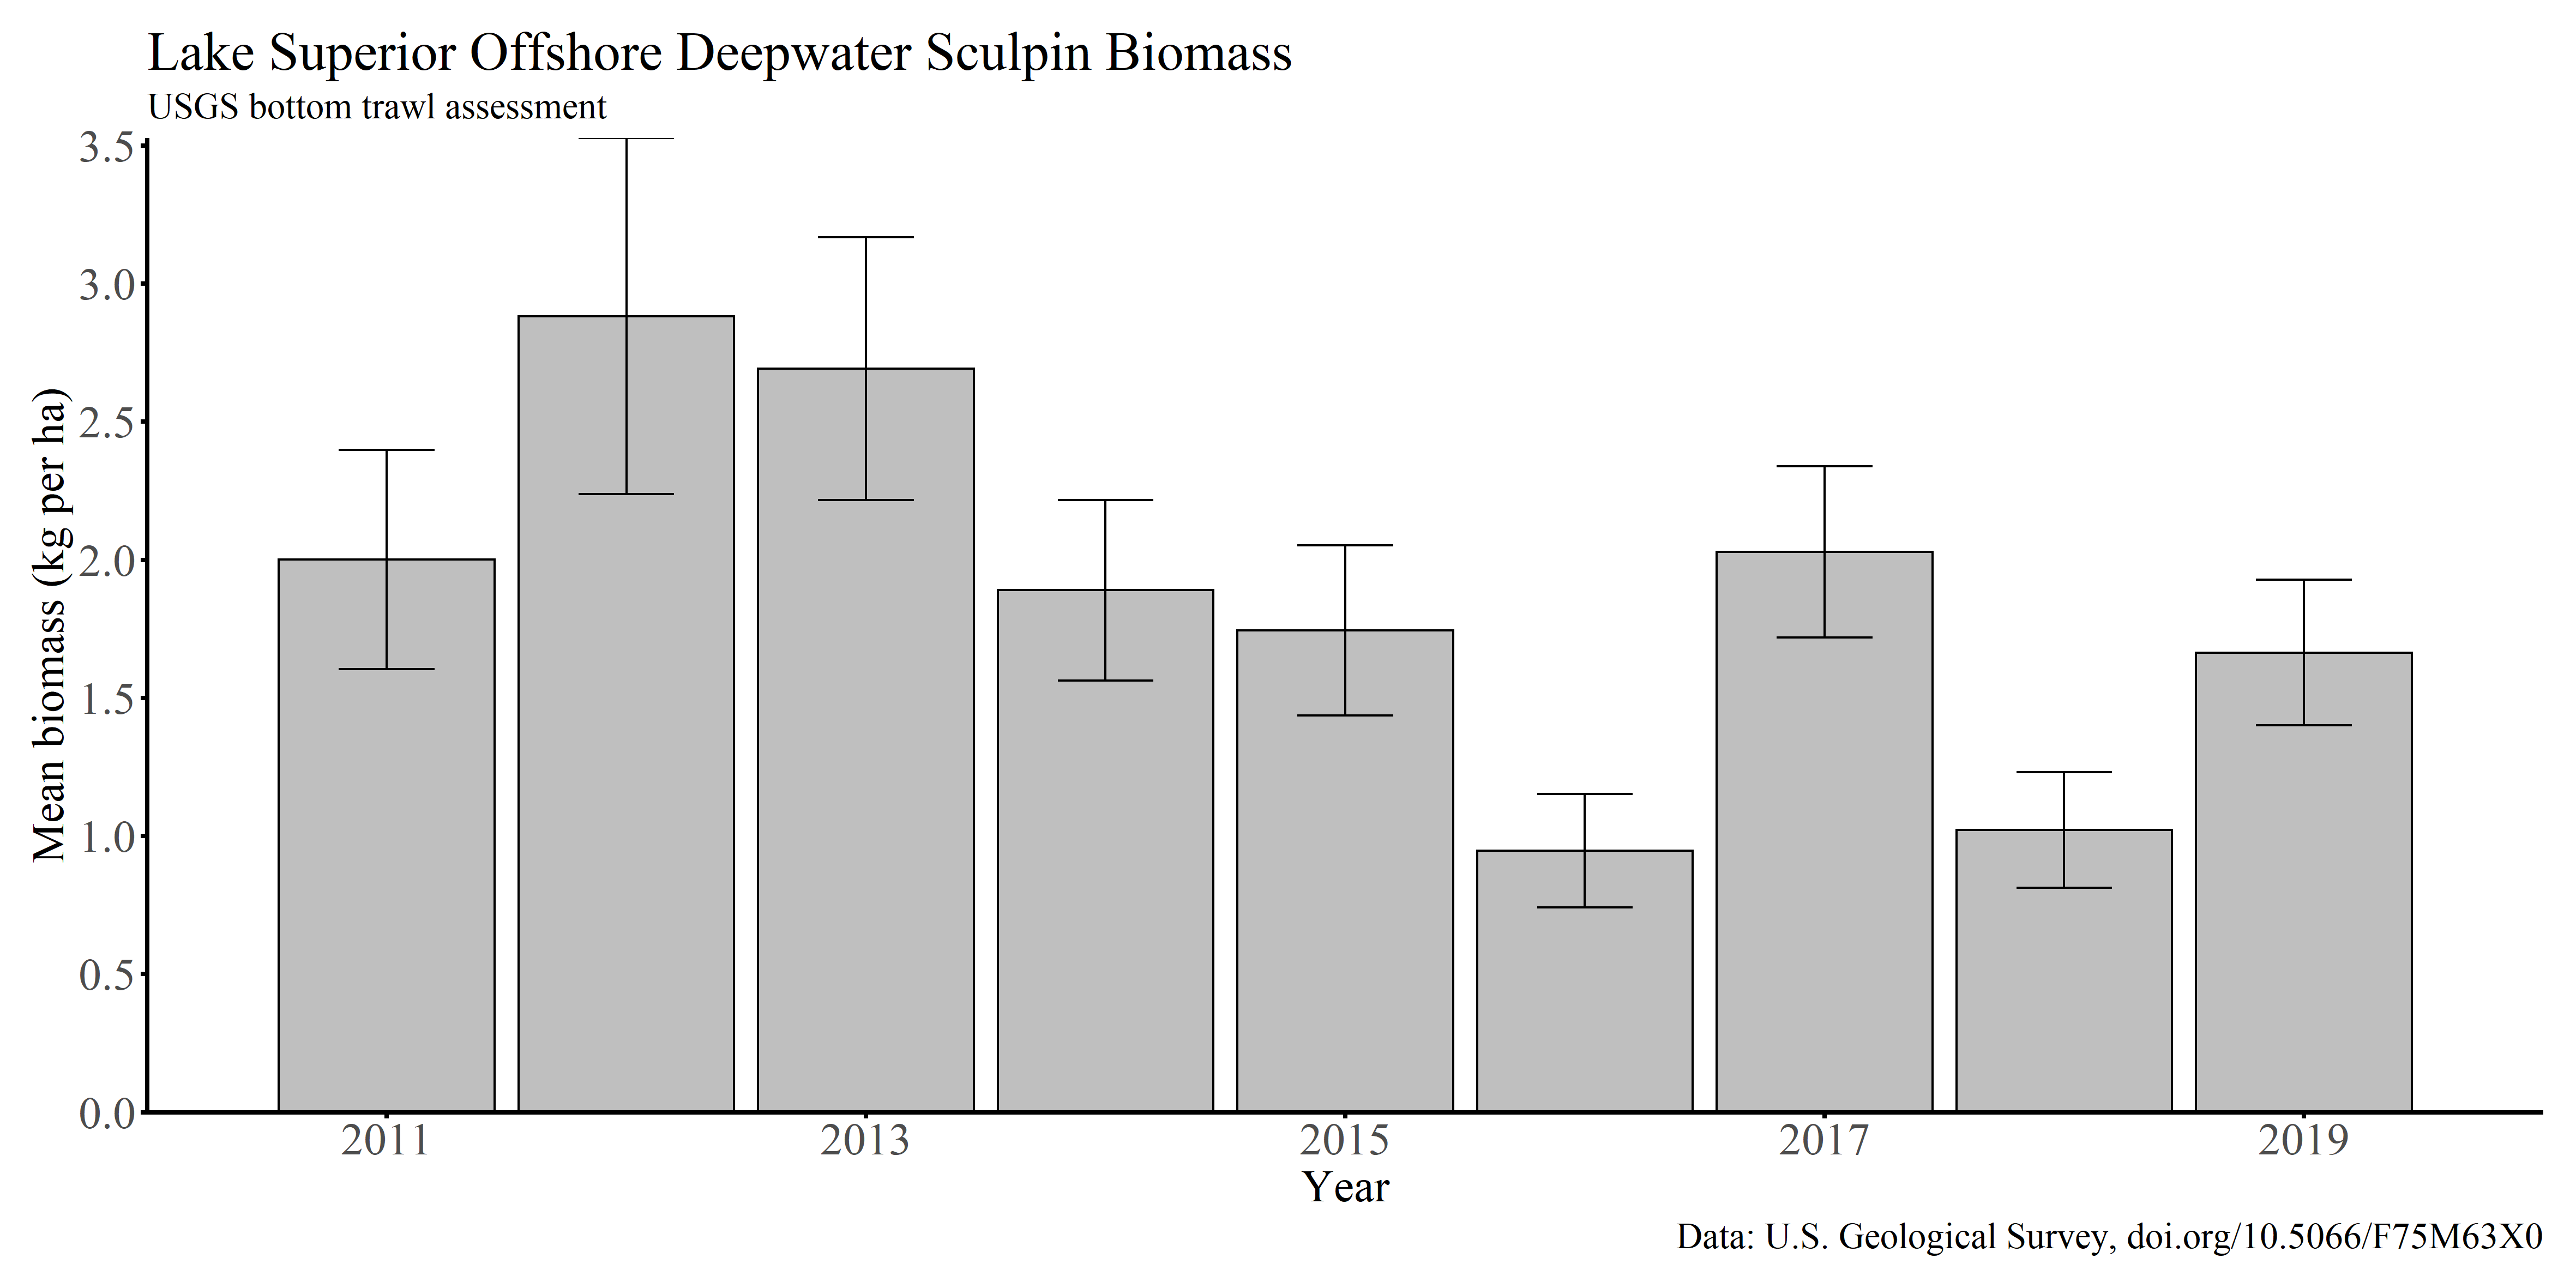 Lake Superior Offshore Deepwater Sculpin Biomass
USGS bottom trawl assessment
Mean biomass (kg per ha)
3.5
3.0
2.5
2.0
1.5
1.0
0.5
0.0
2011 2013 2015 2017 2019
Year
Data: U.S. Geological Survey, doi.org/10.5066/F75M63X0